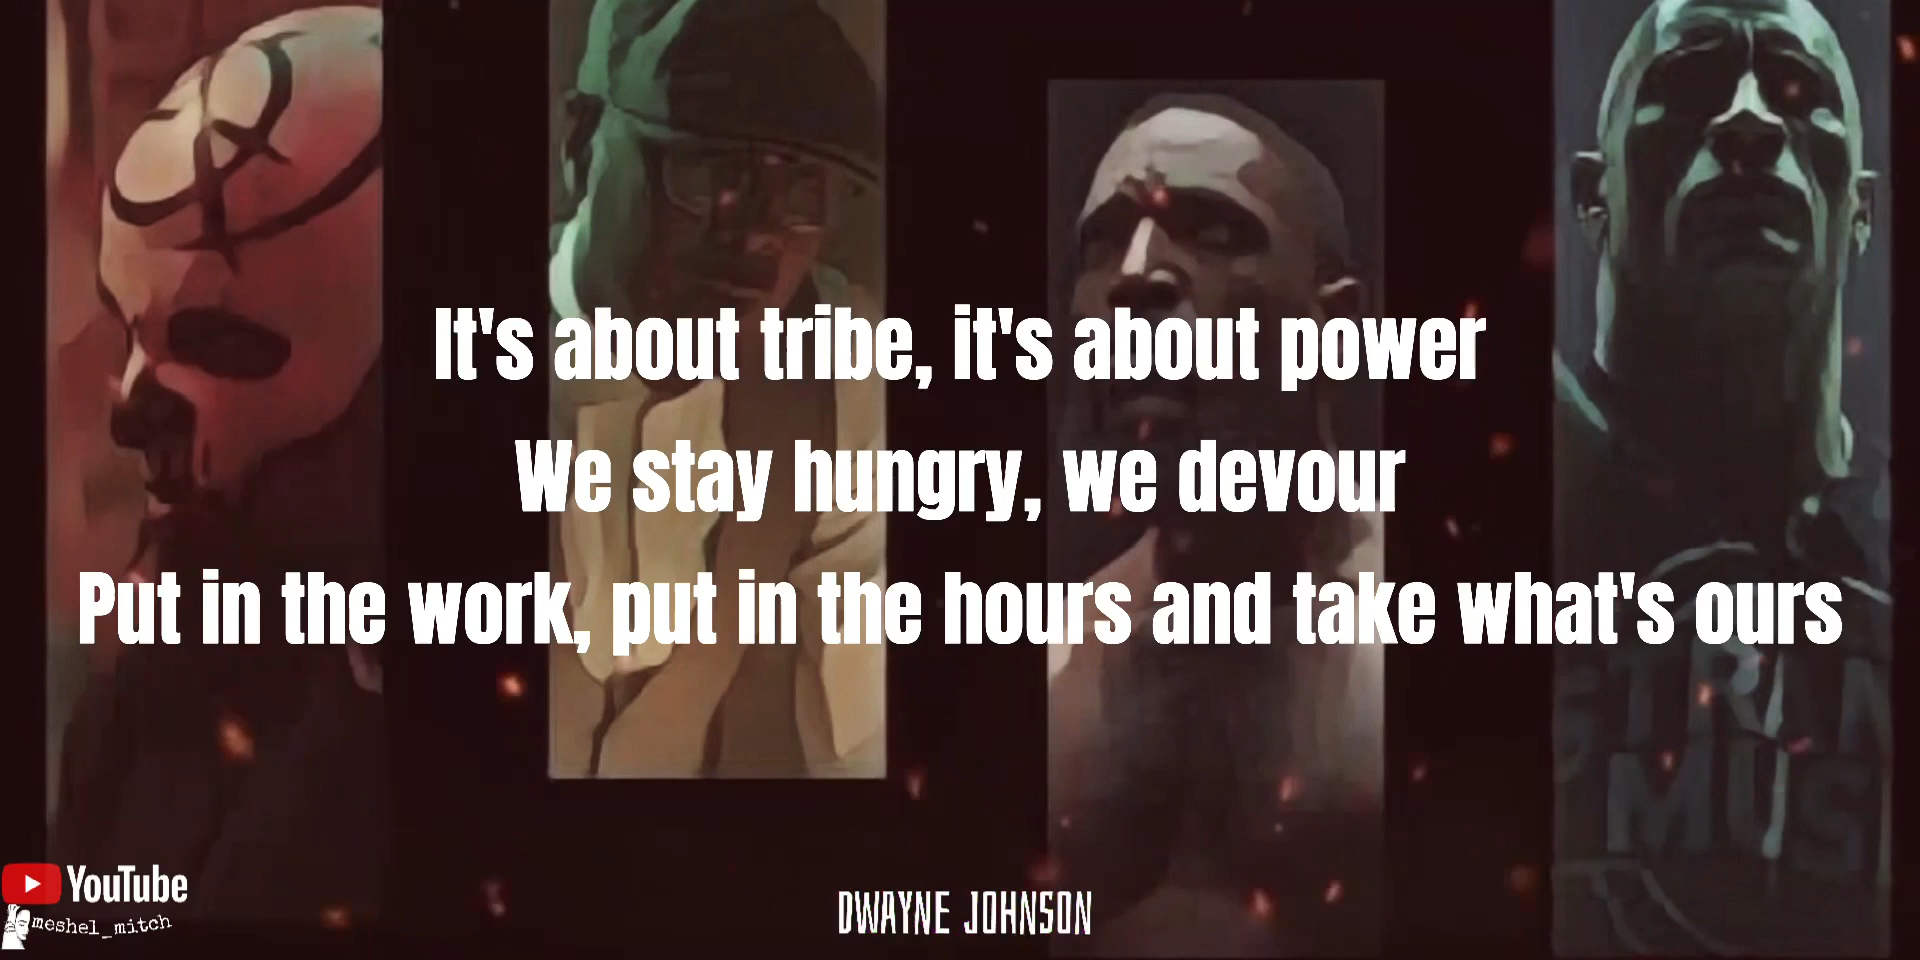 It's about tribe, it's about power
We stay hungry, we devour
Put in the work, put in the hours and take what's ours
YouTube
meshel_mitch
DWAYNE JOHNSON